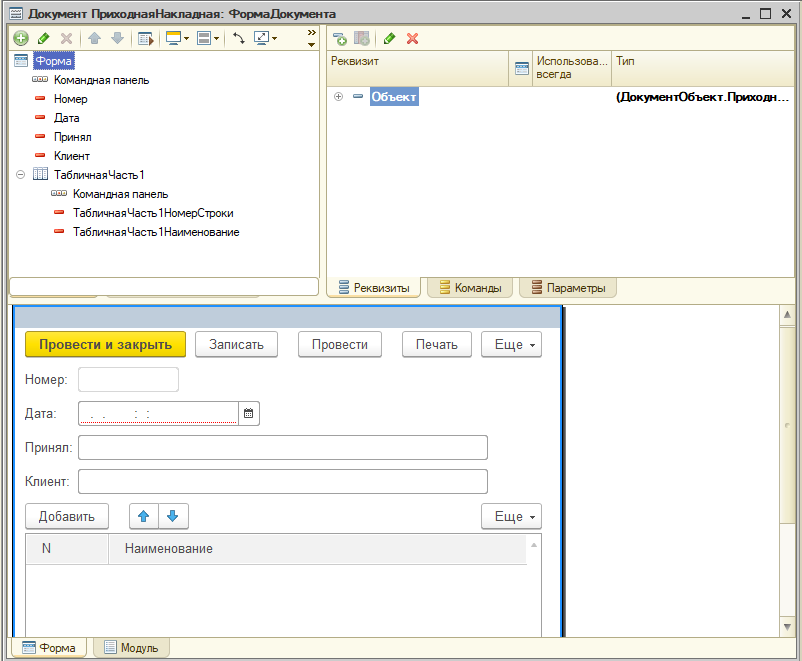 Документ ПриходнаяНакладная: ФормаДокумента
Форма
Командная панель
Номер
Дата
Принял
Клиент
ТабличнаяЧасть1
Командная панель
ТабличнаяЧасть1НомерСтроки
ТабличнаяЧасть1Наименование
Реквизит
Использова...
всегда
Тип
Объект
(ДокументОбъект.Приходн...
Реквизиты
Команды
Параметры
Провести и закрыть
Записать
Провести
Печать
Еще
Номер:
Дата:
. . : :
Принял:
Клиент:
Добавить
Еще
N
Наименование
Форма
Модуль